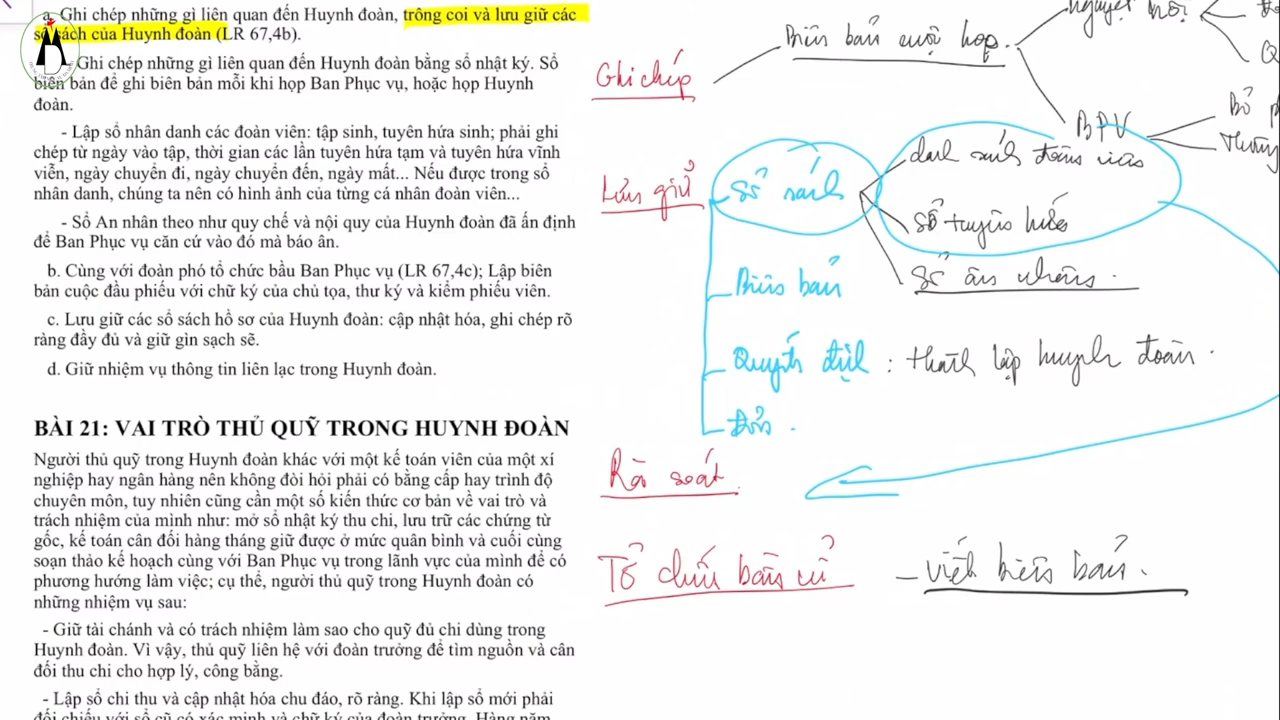 a. Ghi chép những gì liên quan đến Huynh đoàn, trông coi và lưu giữ các
sổ sách của Huynh đoàn (LR 67,4b).
Ghi chép những gì liên quan đến Huynh đoàn bằng sổ nhật ký. Sổ
biên bản để ghi biên bản mỗi khi họp Ban Phục vụ, hoặc họp Huynh
đoàn.
- Lập sổ nhân danh các đoàn viên: tập sinh, tuyên hứa sinh; phải ghi
chép từ ngày vào tập, thời gian các lần tuyên hứa tạm và tuyên hứa vĩnh
viễn, ngày chuyển đi, ngày chuyển đến, ngày mất... Nếu được trong sổ
nhân danh, chúng ta nên có hình ảnh của từng cá nhân đoàn viên...
- Sổ An nhân theo như quy chế và nội quy của Huynh đoàn đã ấn định
để Ban Phục vụ căn cứ vào đó mà báo ân.
b. Cùng với đoàn phó tổ chức bầu Ban Phục vụ (LR 67,4c); Lập biên
bản cuộc đầu phiếu với chữ ký của chủ tọa, thư ký và kiểm phiếu viên.
c. Lưu giữ các sổ sách hồ sơ của Huynh đoàn: cập nhật hóa, ghi chép rõ
ràng đầy đủ và giữ gìn sạch sẽ.
d. Giữ nhiệm vụ thông tin liên lạc trong Huynh đoàn.
BÀI 21: VAI TRÒ THỦ QUỸ TRONG HUYNH ĐOÀN
Người thủ quỹ trong Huynh đoàn khác với một kế toán viên của một xí
nghiệp hay ngân hàng nên không đòi hỏi phải có bằng cấp hay trình độ
chuyên môn, tuy nhiên cũng cần một số kiến thức cơ bản về vai trò và
trách nhiệm của mình như: mở sổ nhật ký thu chi, lưu trữ các chứng từ
gốc, kế toán cân đối hàng tháng giữ được ở mức quân bình và cuối cùng
soạn thảo kế hoạch cùng với Ban Phục vụ trong lãnh vực của mình để có
phương hướng làm việc; cụ thể, người thủ quỹ trong Huynh đoàn có
những nhiệm vụ sau:
- Giữ tài chánh và có trách nhiệm làm sao cho quỹ đủ chi dùng trong
Huynh đoàn. Vì vậy, thủ quỹ liên hệ với đoàn trưởng để tìm nguồn và cân
đối thu chi cho hợp lý, công bằng.
- Lập sổ chi thu và cập nhật hóa chu đáo, rõ ràng. Khi lập sổ mới phải
đối chiếu với sổ cũ có xác minh và chữ ký của đoàn trưởng. Hàng năm
Ghi chép
Biên bản cuộc họp.
nguyệt hội
BPV
Bỏ
Thường
Lưu giữ
Sổ sách
danh sách đoàn viên
Sổ tuyên hứa
Sổ ân nhân.
Biên bản
Quyết định : thành lập huynh đoàn.
Đơn.
Rà soát.
Tổ chức bầu cử
- Viết biên bản.